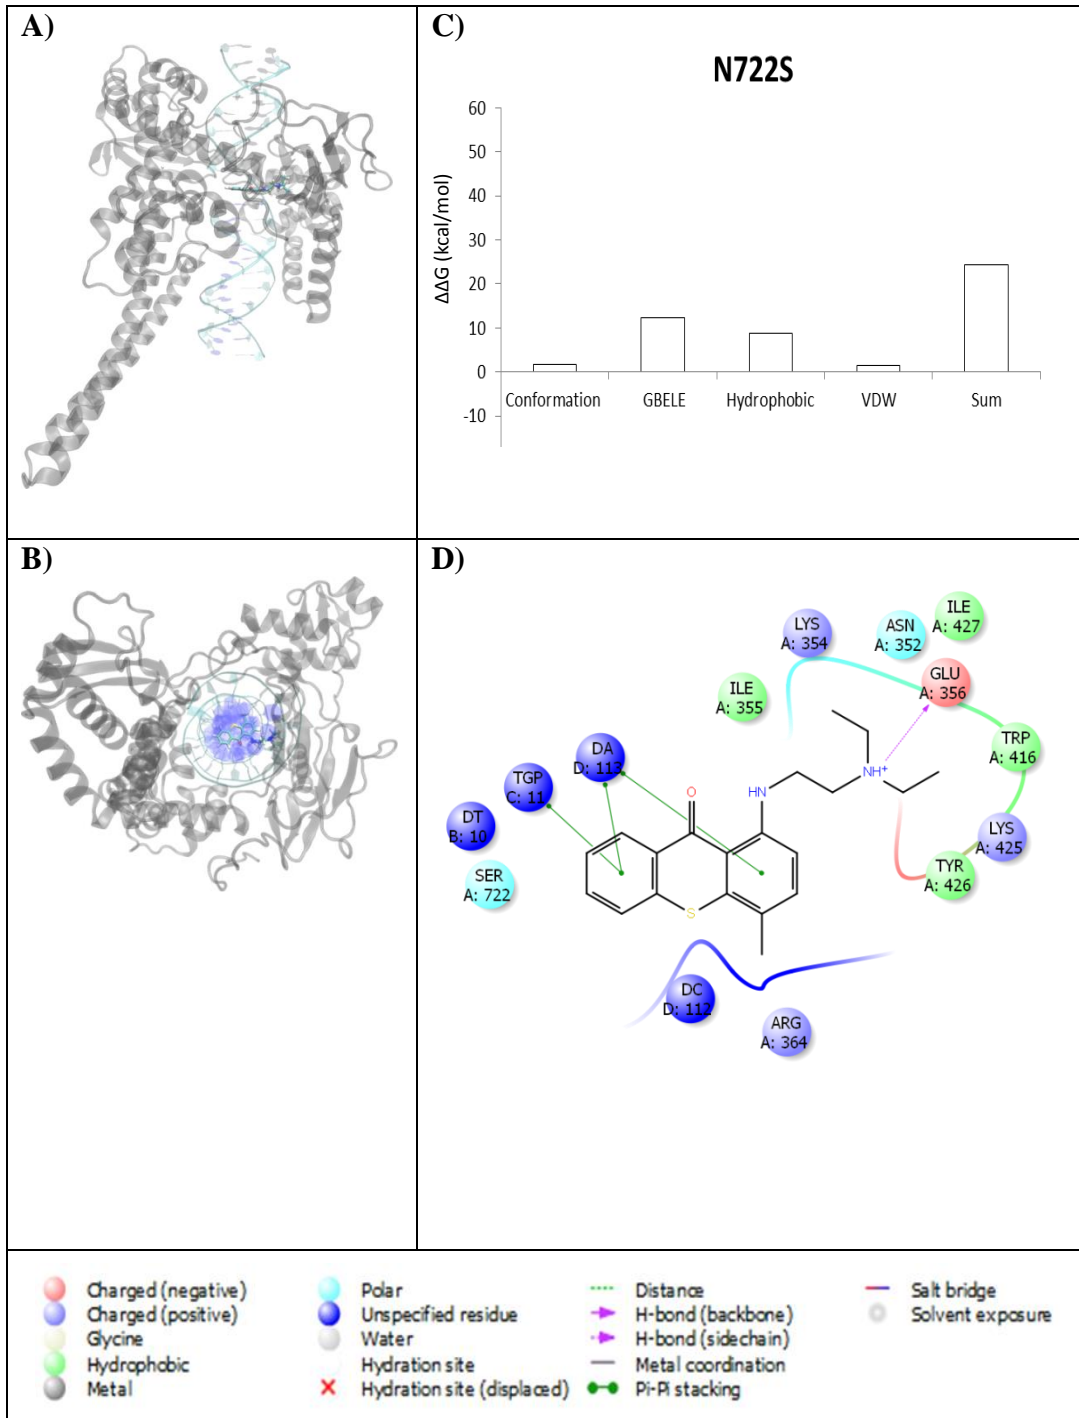 A)
C)
N722S
ΔΔG (kcal/mol)
60
50
40
30
20
10
0
-10
Conformation GBELE Hydrophobic VDW Sum
B)
D)
LYS
A: 354
ASN
A: 352
ILE
A: 427
GLU
A: 356
ILE
A: 355
TRP
A: 416
DA
D: 113
TGP
C: 11
DT
B: 10
SER
A: 722
O
HN
NH+
S
LYS
A: 425
TYR
A: 426
DC
D: 112
ARG
A: 364
Charged (negative)
Charged (positive)
Glycine
Hydrophobic
Metal
Polar
Unspecified residue
Water
Hydration site
Hydration site (displaced)
Distance
H-bond (backbone)
H-bond (sidechain)
Metal coordination
Pi-Pi stacking
Salt bridge
Solvent exposure